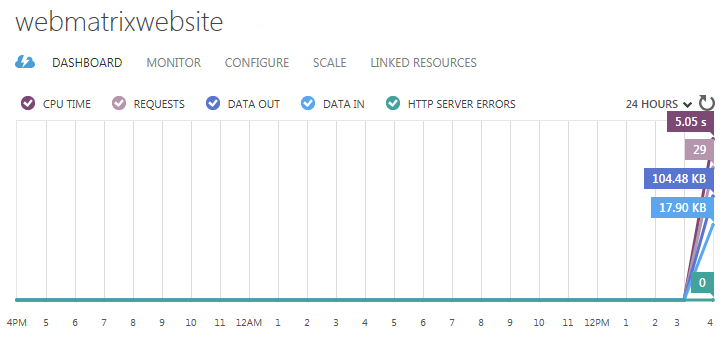 webmatrixwebsite
DASHBOARD MONITOR CONFIGURE SCALE LINKED RESOURCES
CPU TIME REQUESTS DATA OUT DATA IN HTTP SERVER ERRORS 24 HOURS
5.05 s
29
104.48 KB
17.90 KB
0
4PM 5 6 7 8 9 10 11 12AM 1 2 3 4 5 6 7 8 9 10 11 12PM 1 2 3 4